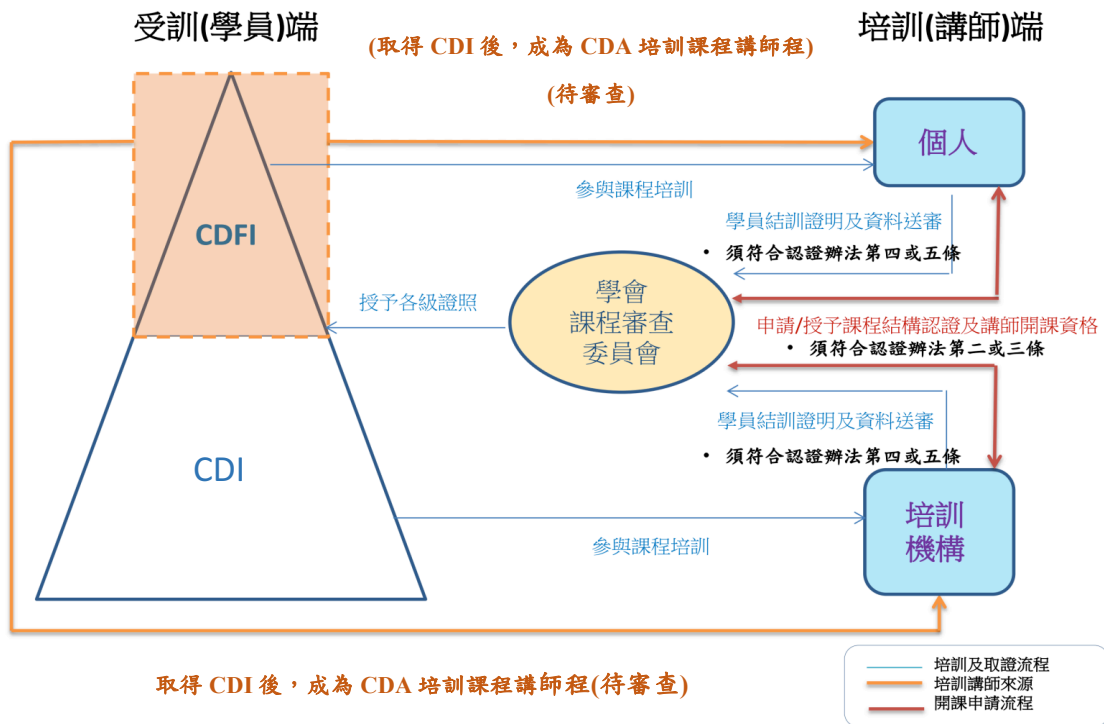 受訓(學員)端
培訓(講師)端
(取得 CDI 後，成為 CDA 培訓課程講師程)
(待審查)
個人
參與課程培訓
CDFI
學員結訓證明及資料送審
• 須符合認證辦法第四或五條
學會
課程審查
委員會
授予各級證照
申請/授予課程結構認證及講師開課資格
• 須符合認證辦法第二或三條
學員結訓證明及資料送審
• 須符合認證辦法第四或五條
CDI
培訓
機構
參與課程培訓
取得 CDI 後，成為 CDA 培訓課程講師程(待審查)
培訓及取證流程
培訓講師來源
開課申請流程